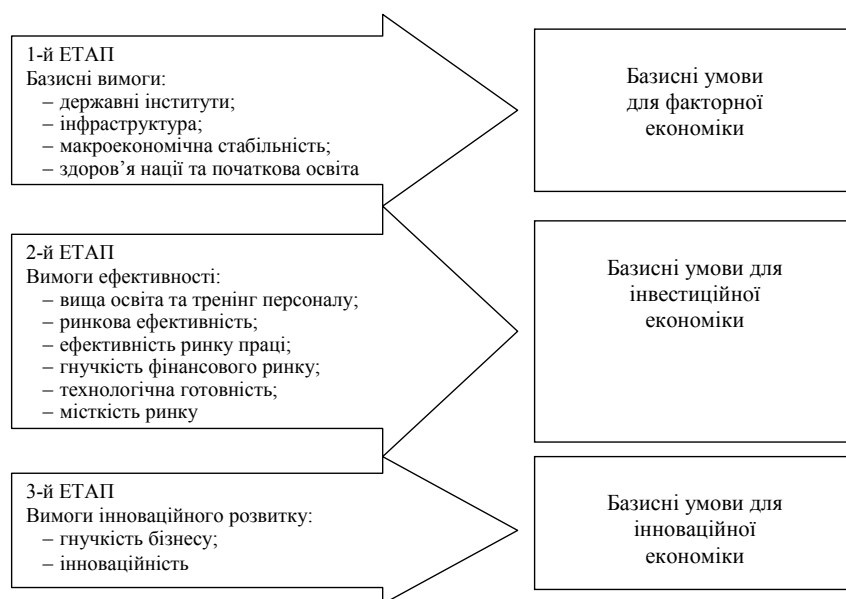 1-й ЕТАП
Базисні вимоги:
– державні інститути;
– інфраструктура;
– макроекономічна стабільність;
– здоров’я нації та початкова освіта
Базисні умови
для факторної
економіки
2-й ЕТАП
Вимоги ефективності:
– вища освіта та тренінг персоналу;
– ринкова ефективність;
– ефективність ринку праці;
– гнучкість фінансового ринку;
– технологічна готовність;
– місткість ринку
Базисні умови для
інвестиційної
економіки
3-й ЕТАП
Вимоги інноваційного розвитку:
– гнучкість бізнесу;
– інноваційність
Базисні умови для
інноваційної
економіки